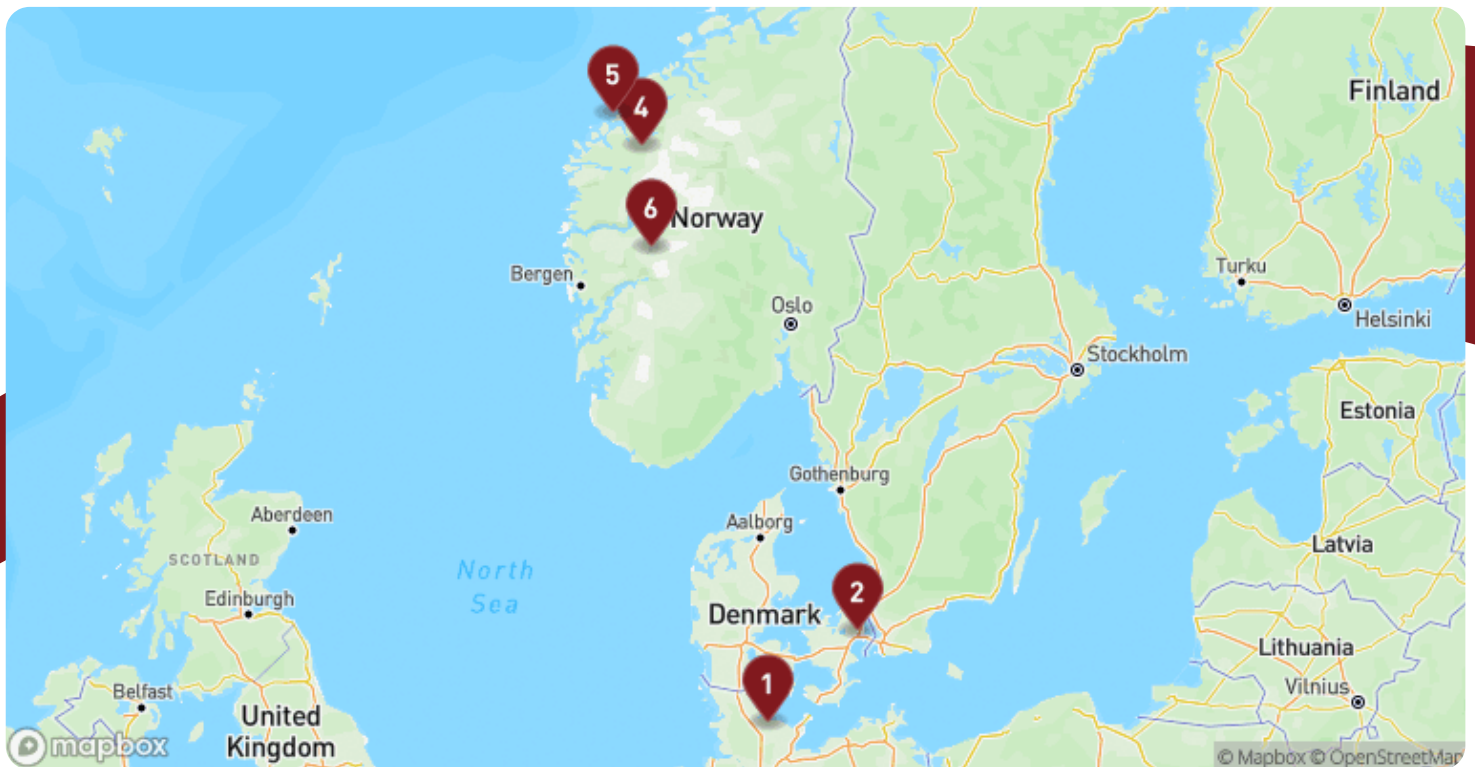 5
4
Finland
6
Norway
Bergen
Turku
Oslo
Helsinki
Stockholm
Estonia
Gothenburg
Aberdeen
Aalborg
SCOTLAND
Latvia
North
Sea
Edinburgh
2
Denmark
Lithuania
1
Vilnius
Belfast
United
Kingdom
mapbox
© Mapbox © OpenStreetMap